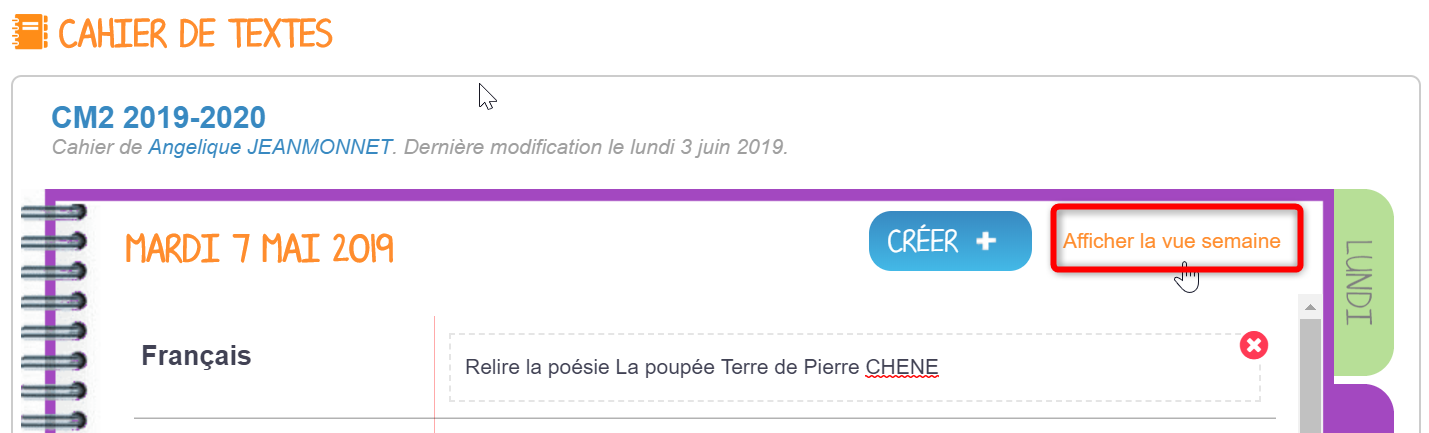 CAHIER DE TEXTES
CM2 2019-2020
Cahier de Angelique JEANMONNET. Dernière modification le lundi 3 juin 2019.
MARDI 7 MAI 2019
CRÉER +
Afficher la vue semaine
LUNDI
Français
Relire la poésie La poupée Terre de Pierre CHENE